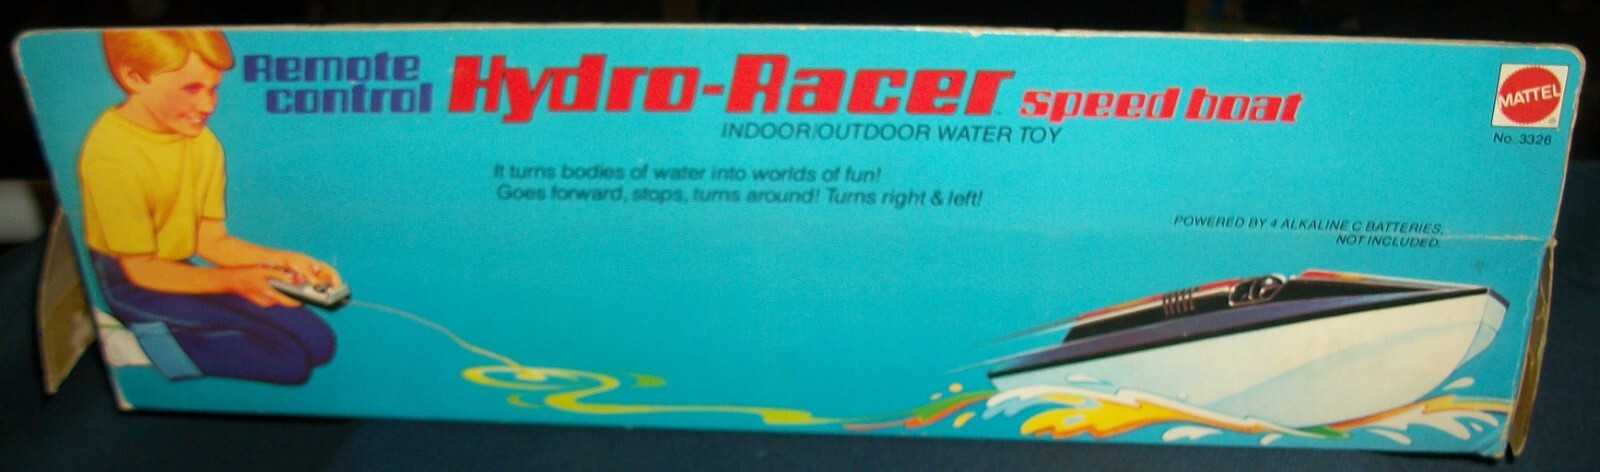 Remote control Hydro-Racer speed boat
INDOOR/OUTDOOR WATER TOY
It turns bodies of water into worlds of fun!
Goes forward, stops, turns around! Turns right & left!
MATTEL
No. 3326
POWERED BY 4 ALKALINE C BATTERIES,
NOT INCLUDED.